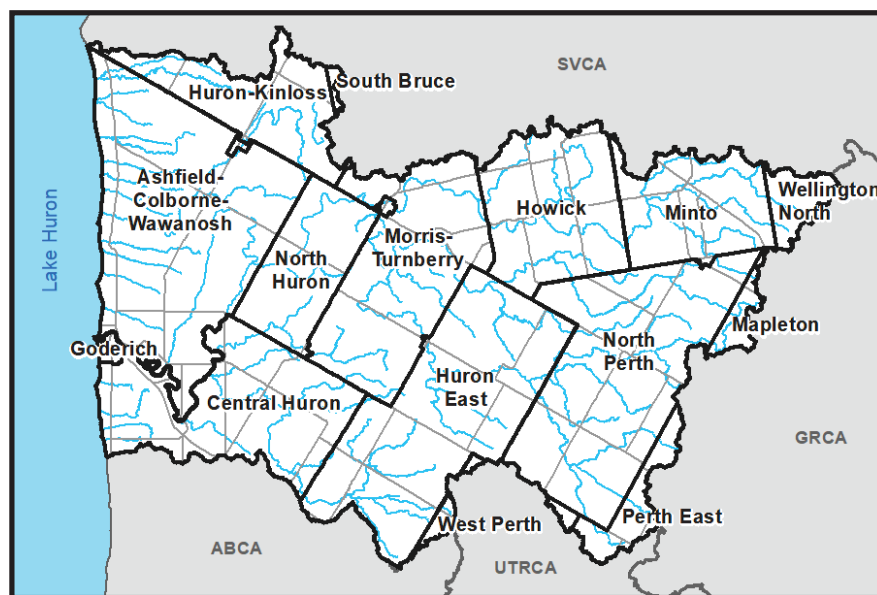 SVCA
South Bruce
Huron-Kinloss
Ashfield-
Colborne-
Wawanosh
Howick
Minto
Wellington
North
Lake Huron
North
Huron
Morris-
Turnberry
Goderich
North
Perth
Mapleton
Central Huron
Huron
East
GRCA
West Perth
Perth East
ABCA
UTRCA